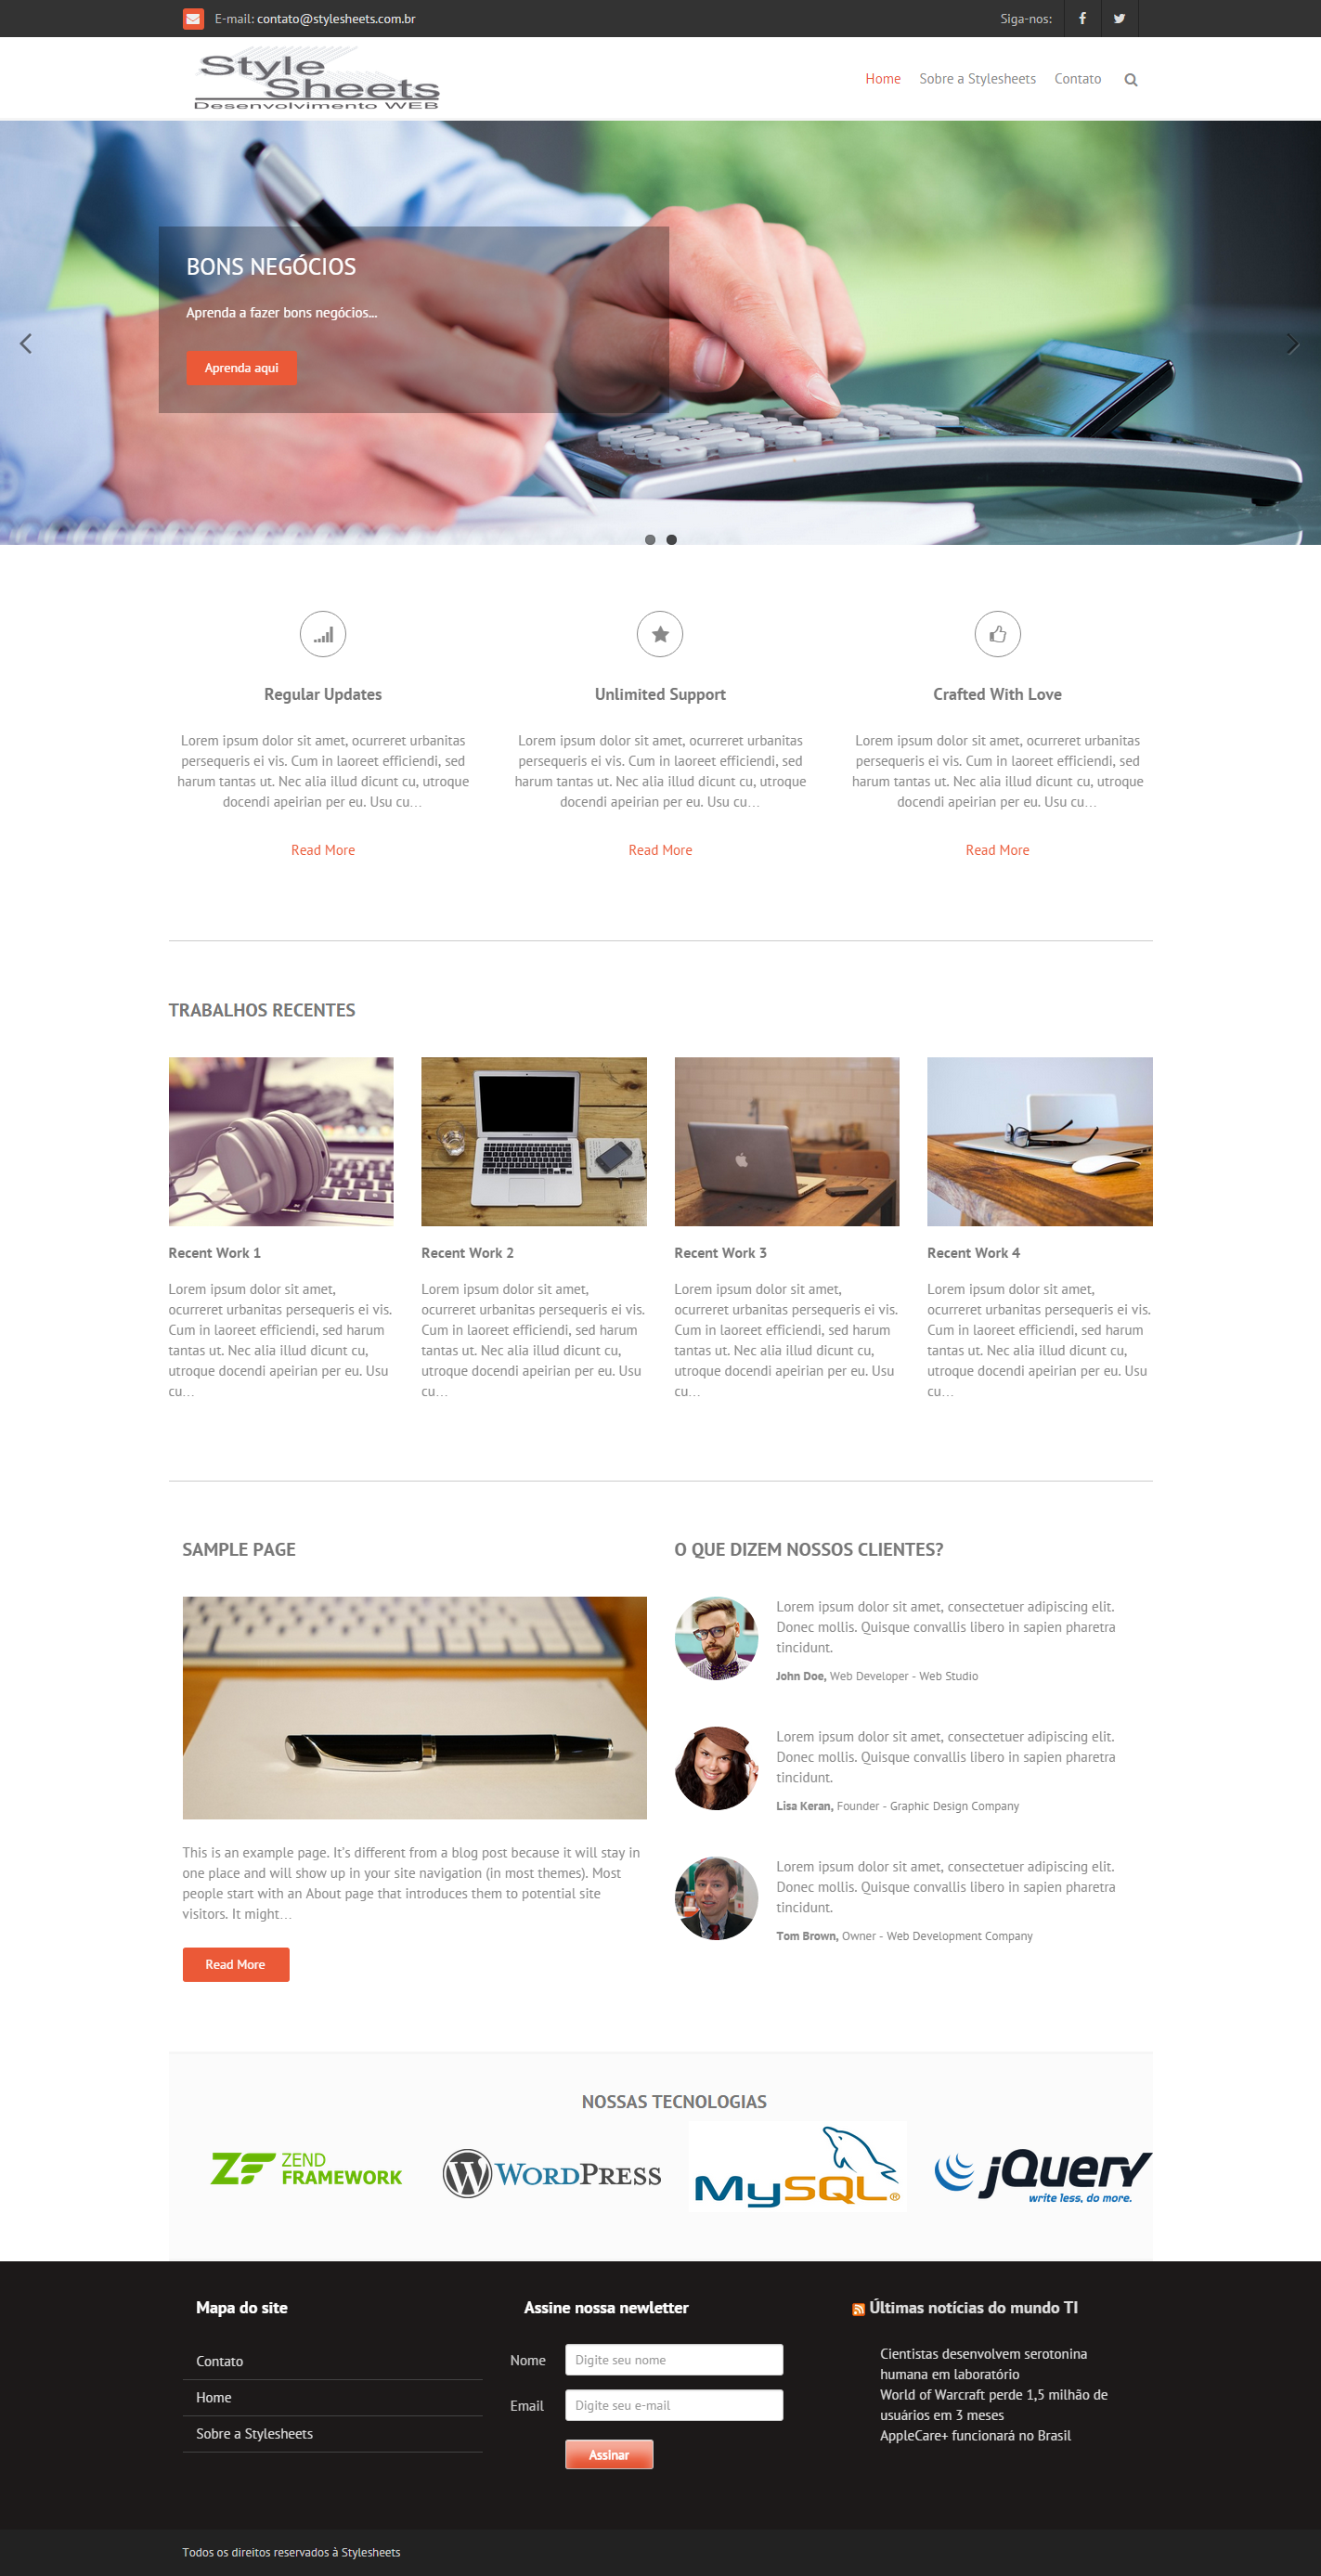 E-mail: contato@stylesheets.com.br
Siga-nos:
Style
Sheets
Desenvolvimento WEB
Home
Sobre a Stylesheets
Contato
BONS NEGÓCIOS
Aprenda a fazer bons negócios...
Aprenda aqui
Regular Updates
Lorem ipsum dolor sit amet, ocurreret urbanitas
persequeris ei vis. Cum in laoreet efficiendi, sed
harum tantas ut. Nec alia illud dicunt cu, utroque
docendi apeirian per eu. Usu cu…
Read More
Unlimited Support
Lorem ipsum dolor sit amet, ocurreret urbanitas
persequeris ei vis. Cum in laoreet efficiendi, sed
harum tantas ut. Nec alia illud dicunt cu, utroque
docendi apeirian per eu. Usu cu…
Read More
Crafted With Love
Lorem ipsum dolor sit amet, ocurreret urbanitas
persequeris ei vis. Cum in laoreet efficiendi, sed
harum tantas ut. Nec alia illud dicunt cu, utroque
docendi apeirian per eu. Usu cu…
Read More
TRABALHOS RECENTES
Recent Work 1
Lorem ipsum dolor sit amet,
ocurreret urbanitas persequeris ei vis.
Cum in laoreet efficiendi, sed harum
tantas ut. Nec alia illud dicunt cu,
utroque docendi apeirian per eu. Usu
cu…
Recent Work 2
Lorem ipsum dolor sit amet,
ocurreret urbanitas persequeris ei vis.
Cum in laoreet efficiendi, sed harum
tantas ut. Nec alia illud dicunt cu,
utroque docendi apeirian per eu. Usu
cu…
Recent Work 3
Lorem ipsum dolor sit amet,
ocurreret urbanitas persequeris ei vis.
Cum in laoreet efficiendi, sed harum
tantas ut. Nec alia illud dicunt cu,
utroque docendi apeirian per eu. Usu
cu…
Recent Work 4
Lorem ipsum dolor sit amet,
ocurreret urbanitas persequeris ei vis.
Cum in laoreet efficiendi, sed harum
tantas ut. Nec alia illud dicunt cu,
utroque docendi apeirian per eu. Usu
cu…
SAMPLE PAGE
This is an example page. It's different from a blog post because it will stay in
one place and will show up in your site navigation (in most themes). Most
people start with an About page that introduces them to potential site
visitors. It might…
Read More
O QUE DIZEM NOSSOS CLIENTES?
Lorem ipsum dolor sit amet, consectetuer adipiscing elit.
Donec mollis. Quisque convallis libero in sapien pharetra
tincidunt.
John Doe, Web Developer - Web Studio
Lorem ipsum dolor sit amet, consectetuer adipiscing elit.
Donec mollis. Quisque convallis libero in sapien pharetra
tincidunt.
Lisa Keran, Founder - Graphic Design Company
Lorem ipsum dolor sit amet, consectetuer adipiscing elit.
Donec mollis. Quisque convallis libero in sapien pharetra
tincidunt.
Tom Brown, Owner - Web Development Company
NOSSAS TECNOLOGIAS
ZF ZEND
FRAMEWORK
WORDPRESS
MySQL®
jQuery
write less, do more.
Mapa do site
Contato
Home
Sobre a Stylesheets
Assine nossa newletter
Nome
Digite seu nome
Email
Digite seu e-mail
Assinar
Últimas notícias do mundo TI
Cientistas desenvolvem serotonina
humana em laboratório
World of Warcraft perde 1,5 milhão de
usuários em 3 meses
AppleCare+ funcionará no Brasil
Todos os direitos reservados à Stylesheets